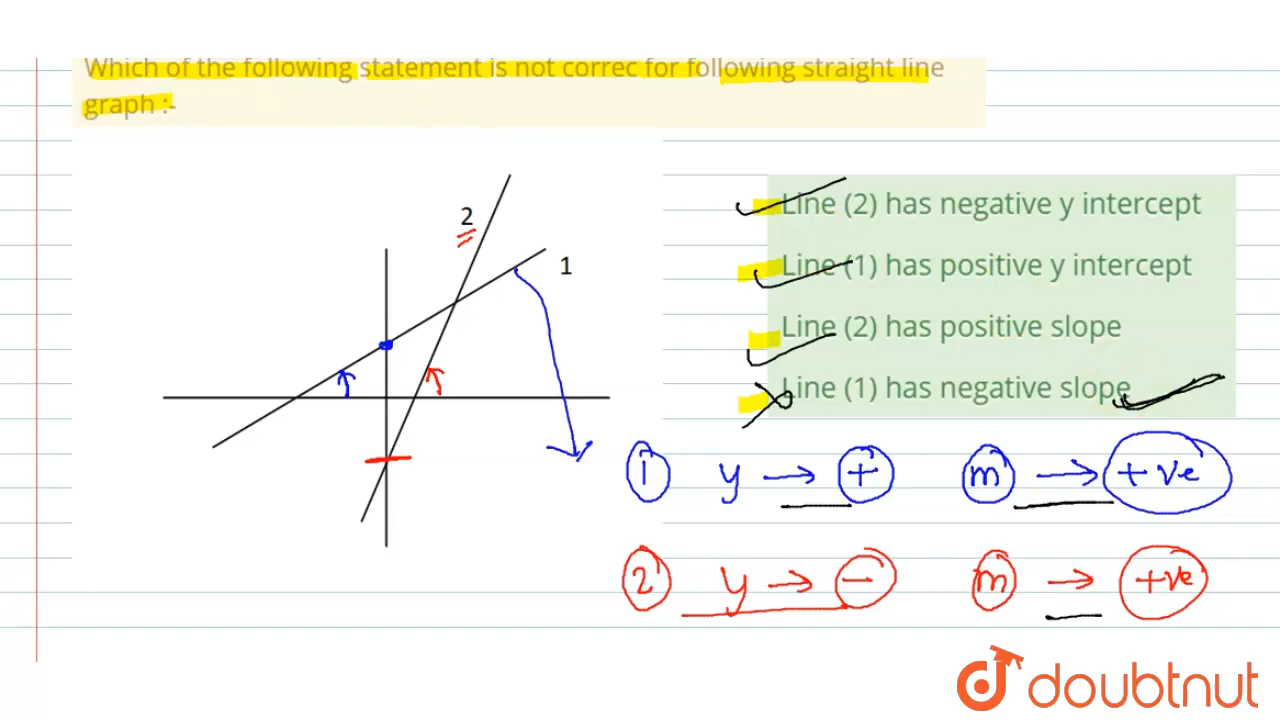 Which of the following statement is not correc for following straight line
graph :-
2
1
Line (2) has negative y intercept
Line (1) has positive y intercept
Line (2) has positive slope
Line (1) has negative slope
1 y → + m → +ve
2 y → - m → +ve
doubtnut